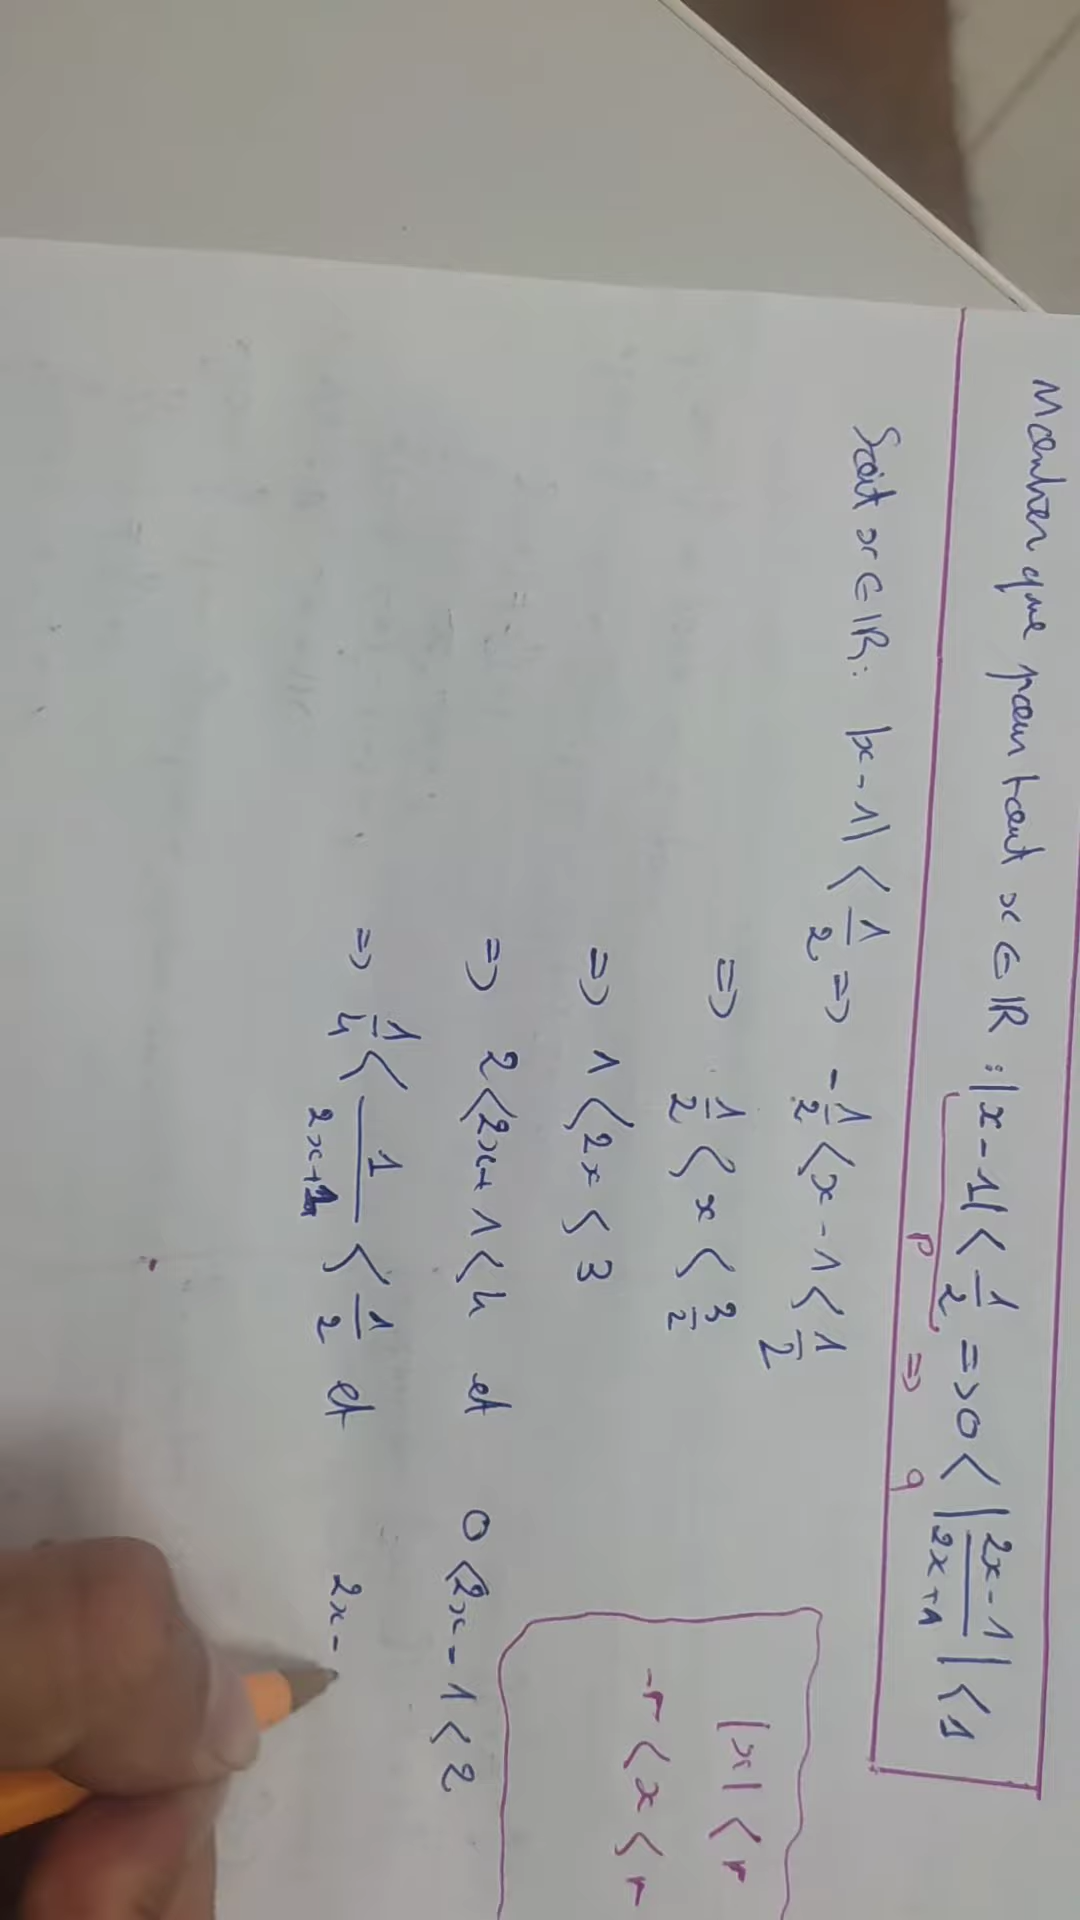 Montrer que pour tout x ∈ IR : |x - 1| < 1/2 => 0 < |(2x - 1)/(2x + 1)| < 1
p => q
Soit x ∈ IR : |x - 1| < 1/2 => -1/2 < x - 1 < 1/2
=> 1/2 < x < 3/2
=> 1 < 2x < 3
=> 2 < 2x + 1 < 4 et 0 < 2x - 1 < 2
=> 1/4 < 1/(2x + 1) < 1/2 et 2x -
|x| < r
-r < x < r